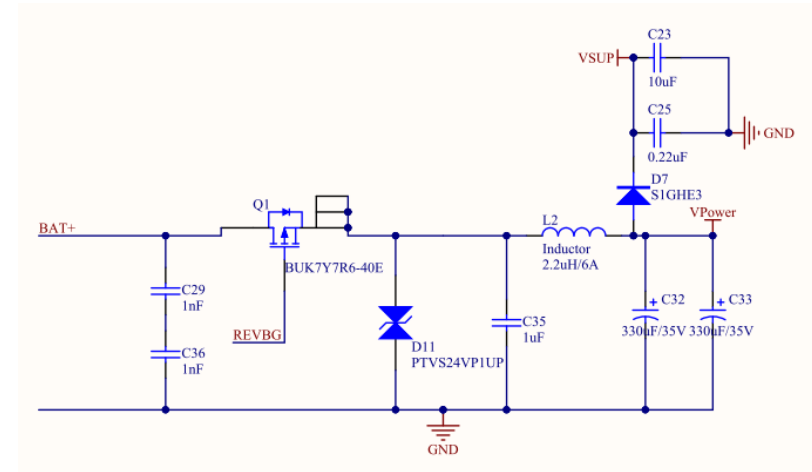 C23
VSUP
10uF
C25
GND
0.22uF
D7
S1GHE3
Q1
VPower
L2
BAT+
Inductor
2.2uH/6A
BUK7Y7R6-40E
C29
1nF
+ C32
+ C33
330uF/35V
330uF/35V
C35
1uF
REVBG
D11
PTVS24VP1UP
C36
1nF
GND